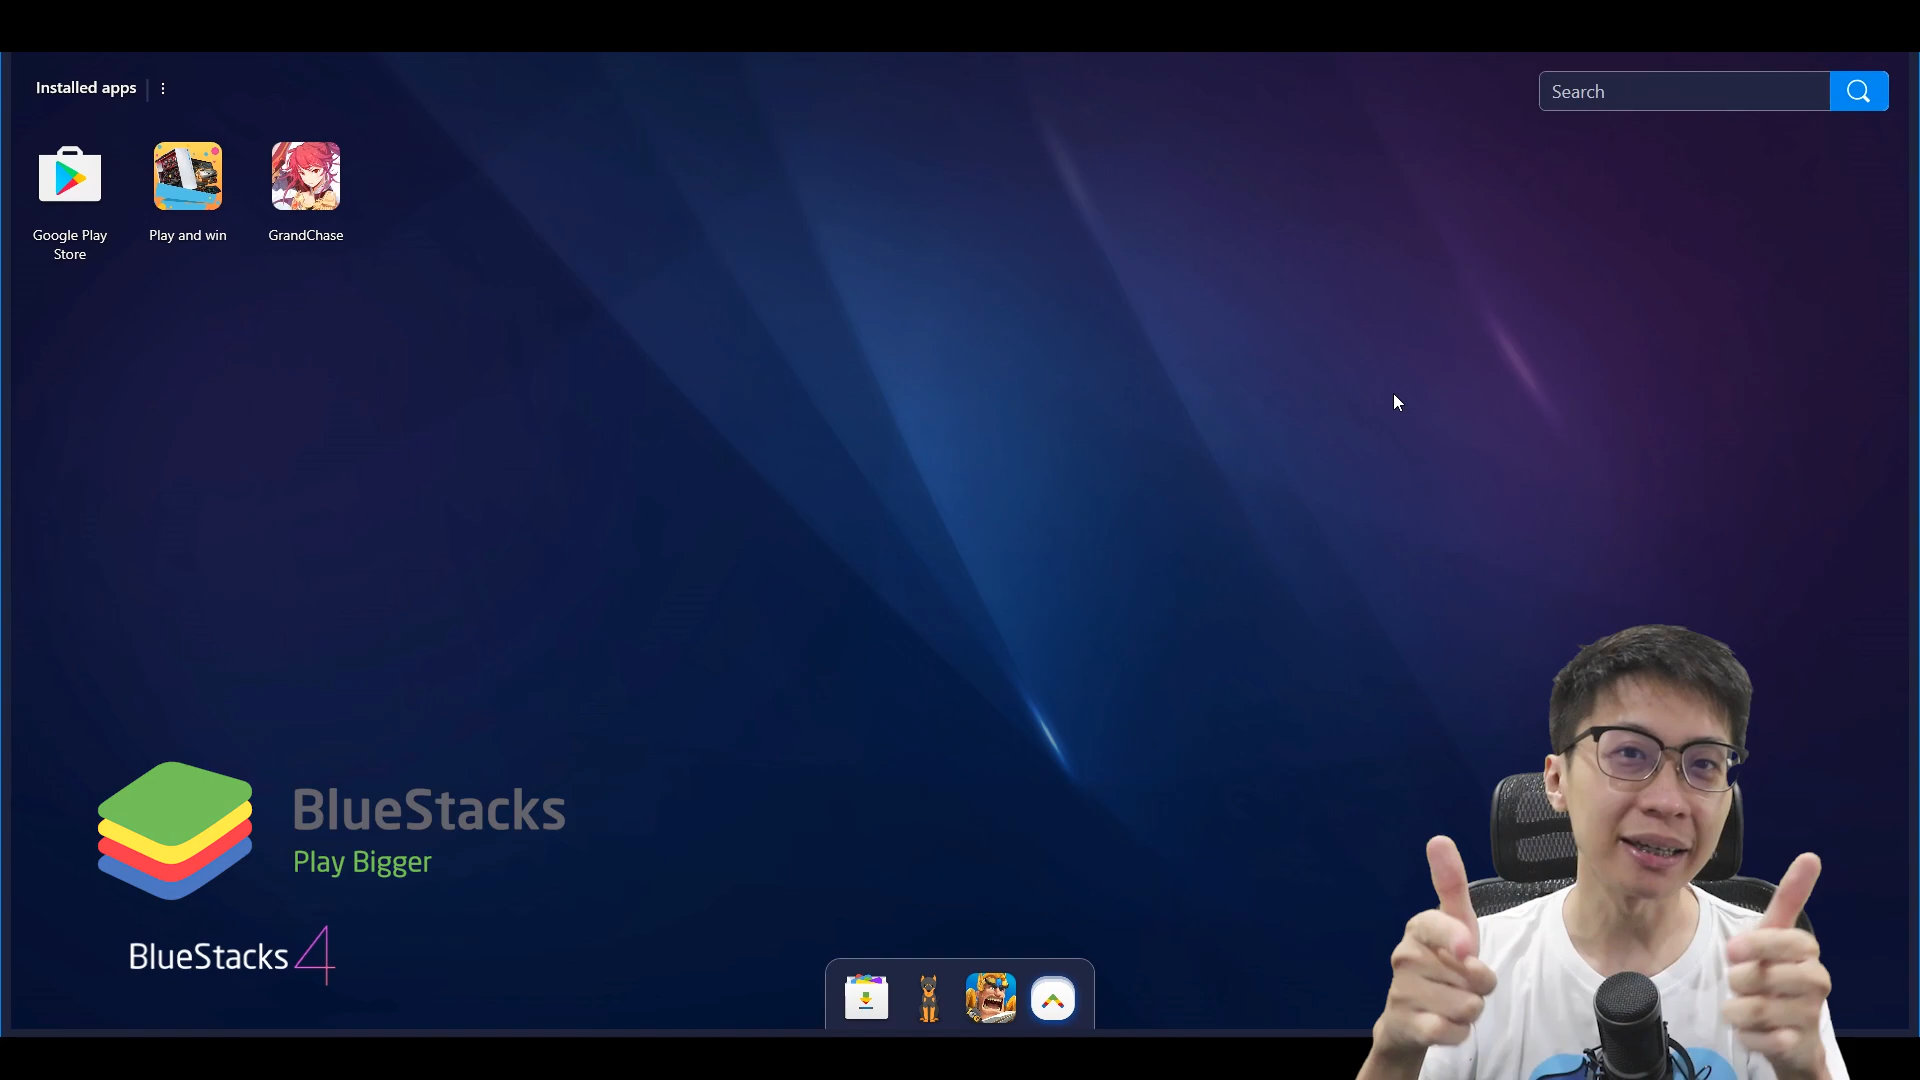 Installed apps
Search
Google Play
Store
Play and win
GrandChase
BlueStacks
Play Bigger
BlueStacks 4